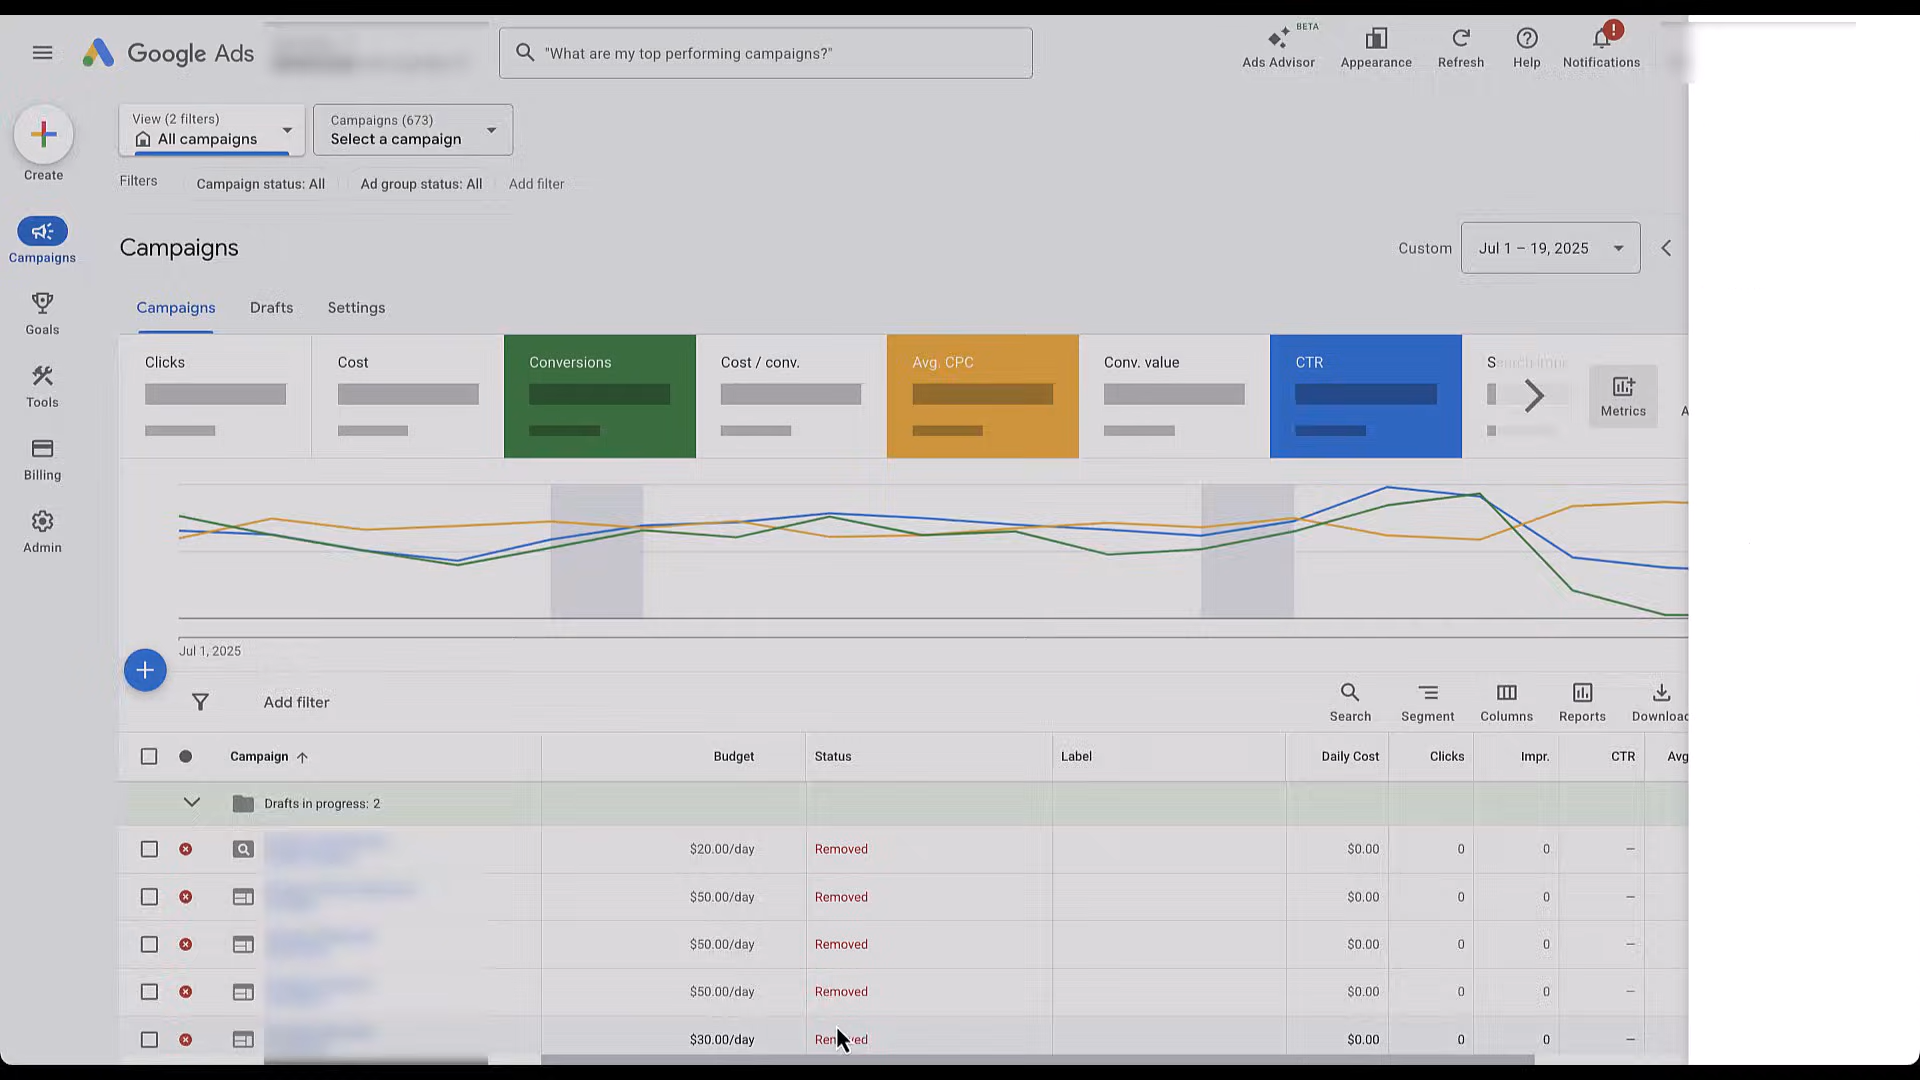 Google Ads
"What are my top performing campaigns?"
BETA
Ads Advisor
Appearance
Refresh
Help
!
Notifications
View (2 filters)
All campaigns
Campaigns (673)
Select a campaign
Create
Filters
Campaign status: All
Ad group status: All
Add filter
Campaigns
Goals
Tools
Billing
Admin
Campaigns
Custom
Jul 1 – 19, 2025
Campaigns
Drafts
Settings
Clicks
Cost
Conversions
Cost / conv.
Avg. CPC
Conv. value
CTR
Search impr
Metrics
A
Jul 1, 2025
Add filter
Search
Segment
Columns
Reports
Downloac
Campaign
Budget
Status
Label
Daily Cost
Clicks
Impr.
CTR
Avg
Drafts in progress: 2
$20.00/day Removed $0.00 0 0 –
$50.00/day Removed $0.00 0 0 –
$50.00/day Removed $0.00 0 0 –
$50.00/day Removed $0.00 0 0 –
$30.00/day Removed $0.00 0 0 –